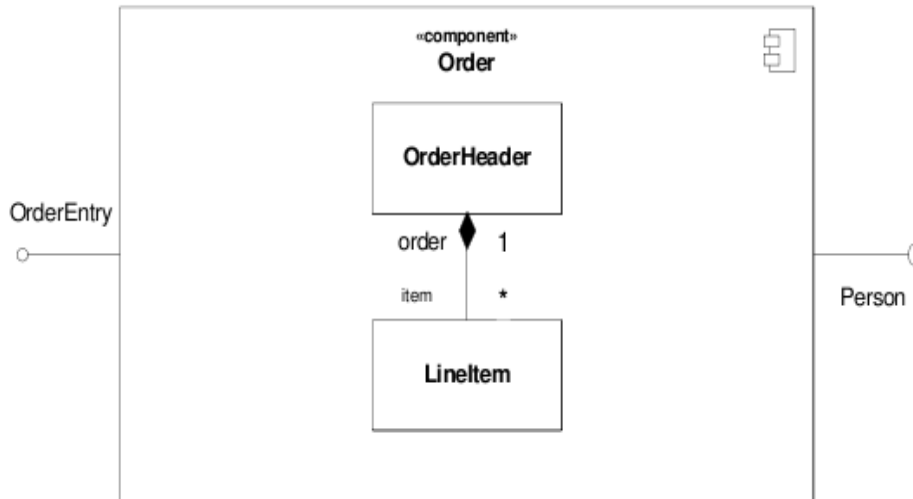 «component»
Order
OrderHeader
OrderEntry
order 1
item *
Person
LineItem